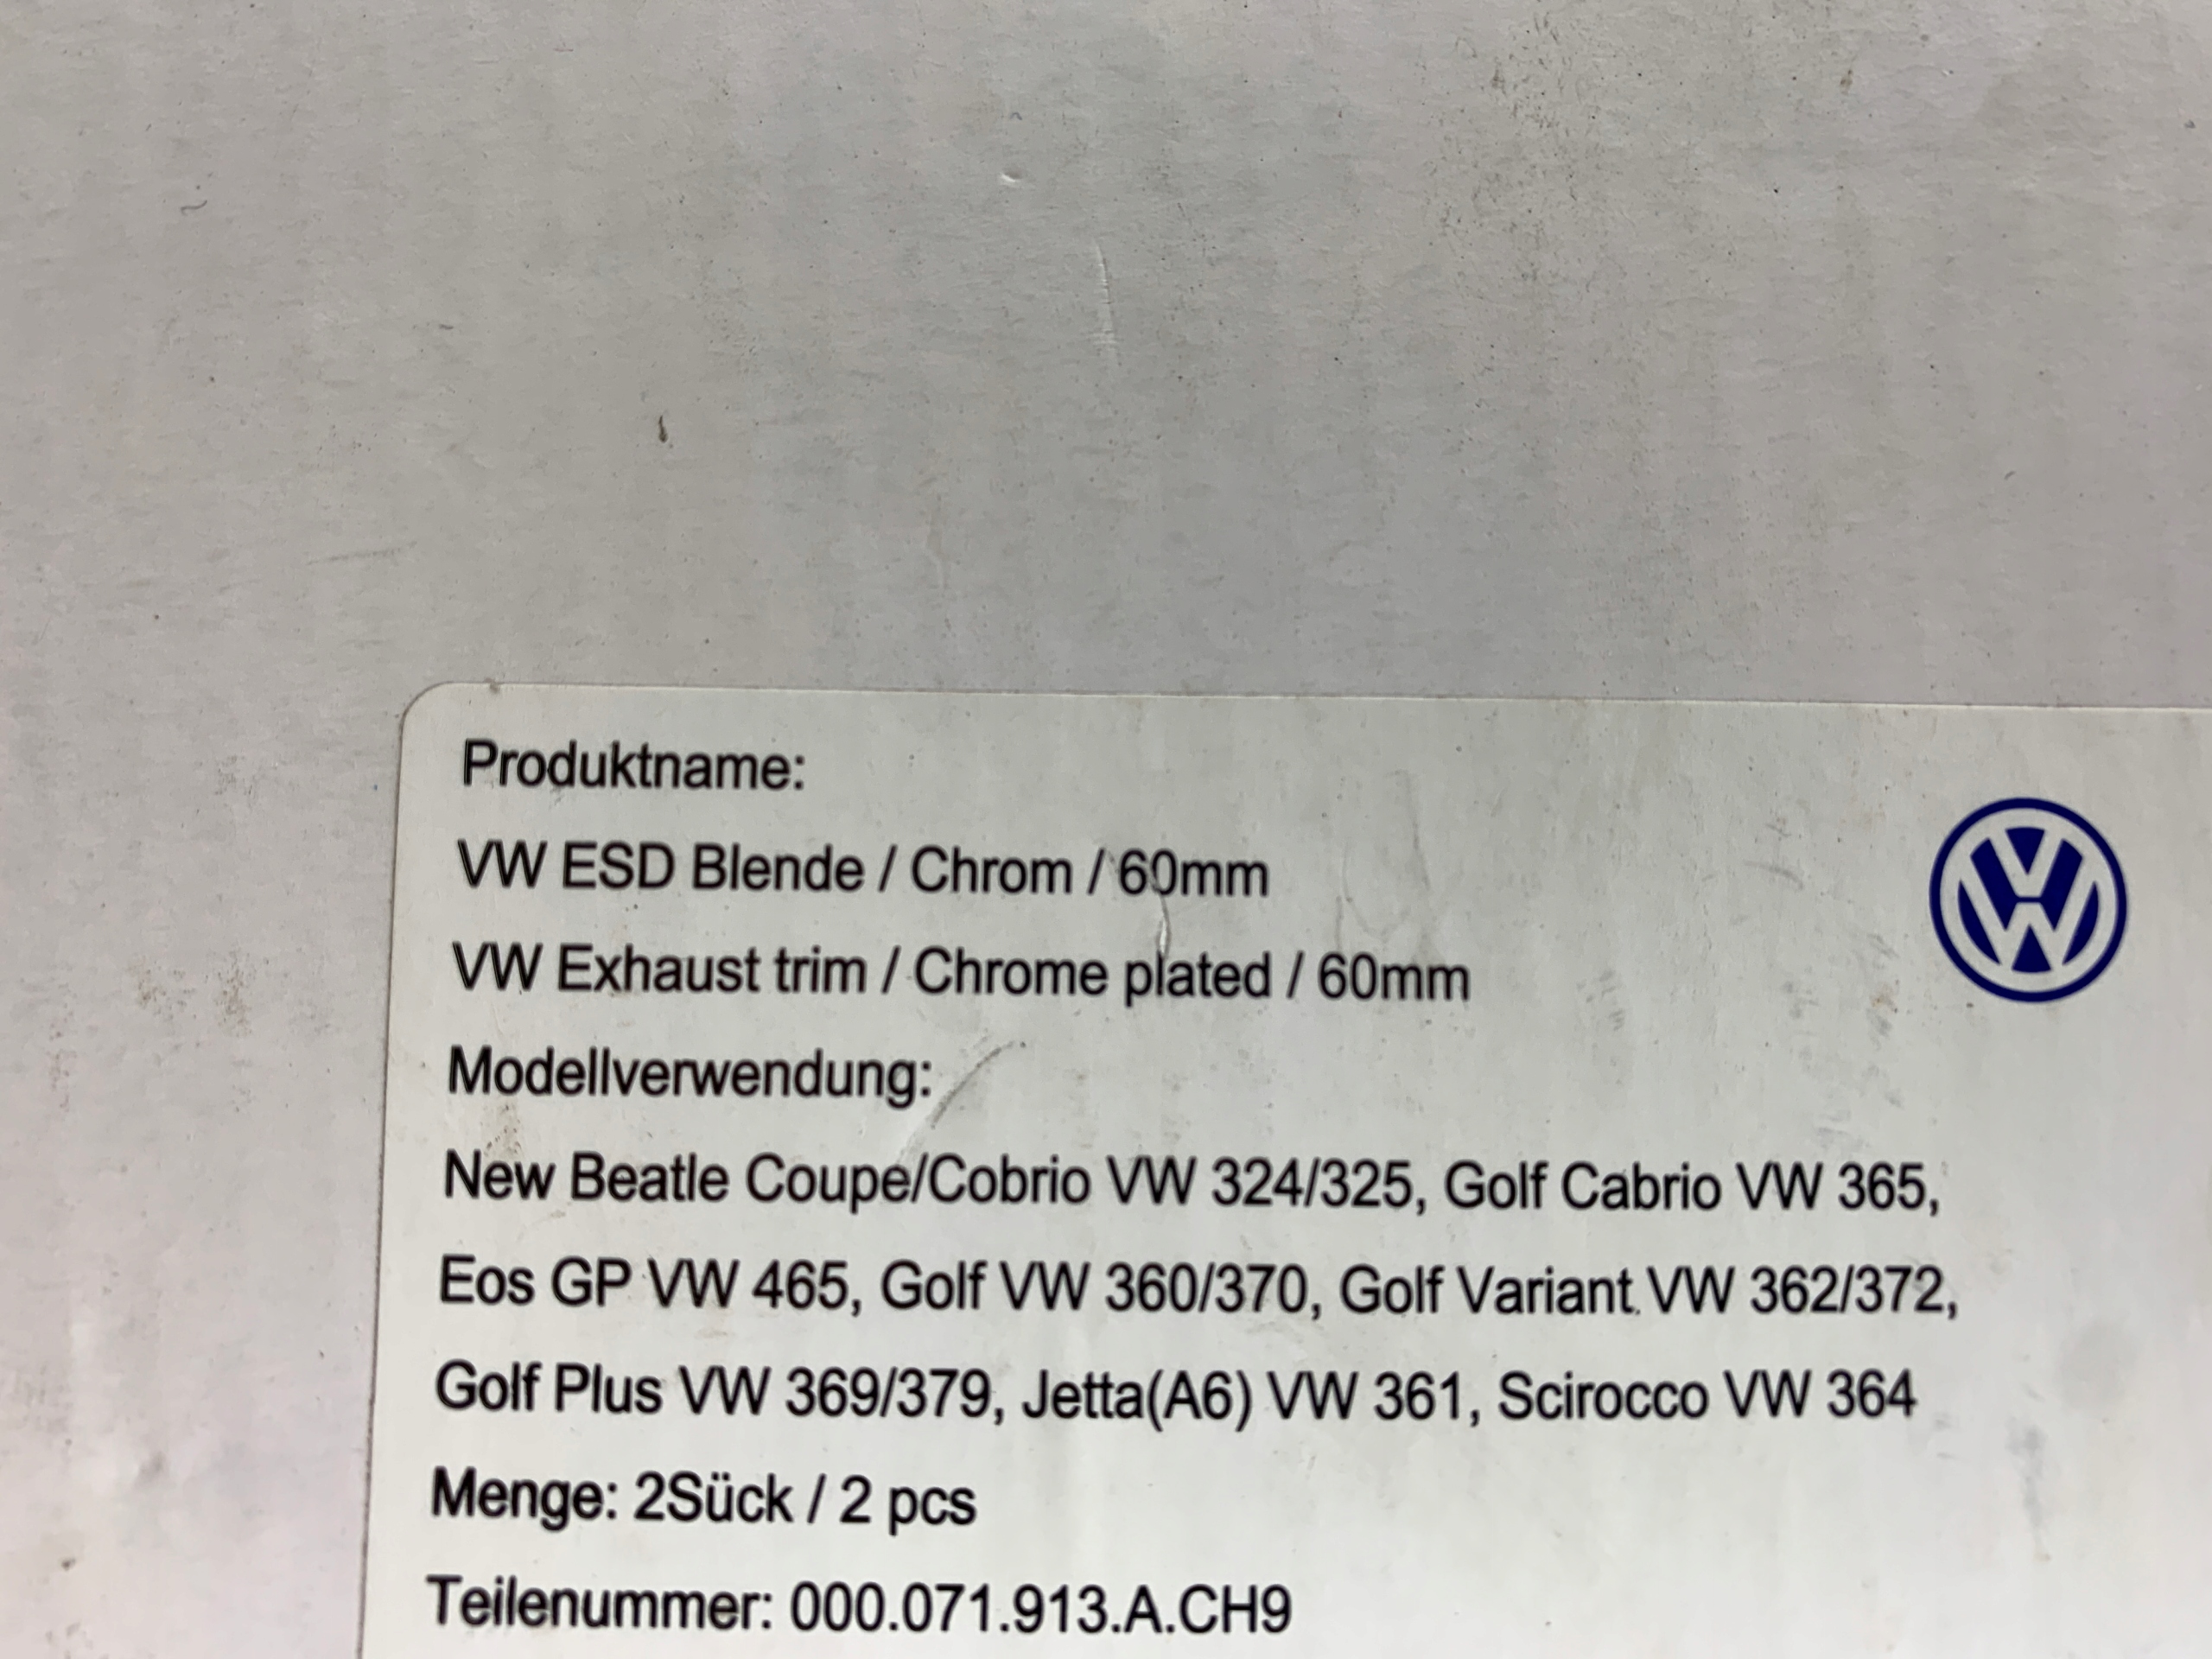 Produktname:
VW ESD Blende / Chrom / 60mm
VW Exhaust trim / Chrome plated / 60mm
Modellverwendung:
New Beatle Coupe/Cobrio VW 324/325, Golf Cabrio VW 365,
Eos GP VW 465, Golf VW 360/370, Golf Variant VW 362/372,
Golf Plus VW 369/379, Jetta(A6) VW 361, Scirocco VW 364
Menge: 2Sück / 2 pcs
Teilenummer: 000.071.913.A.CH9
VW